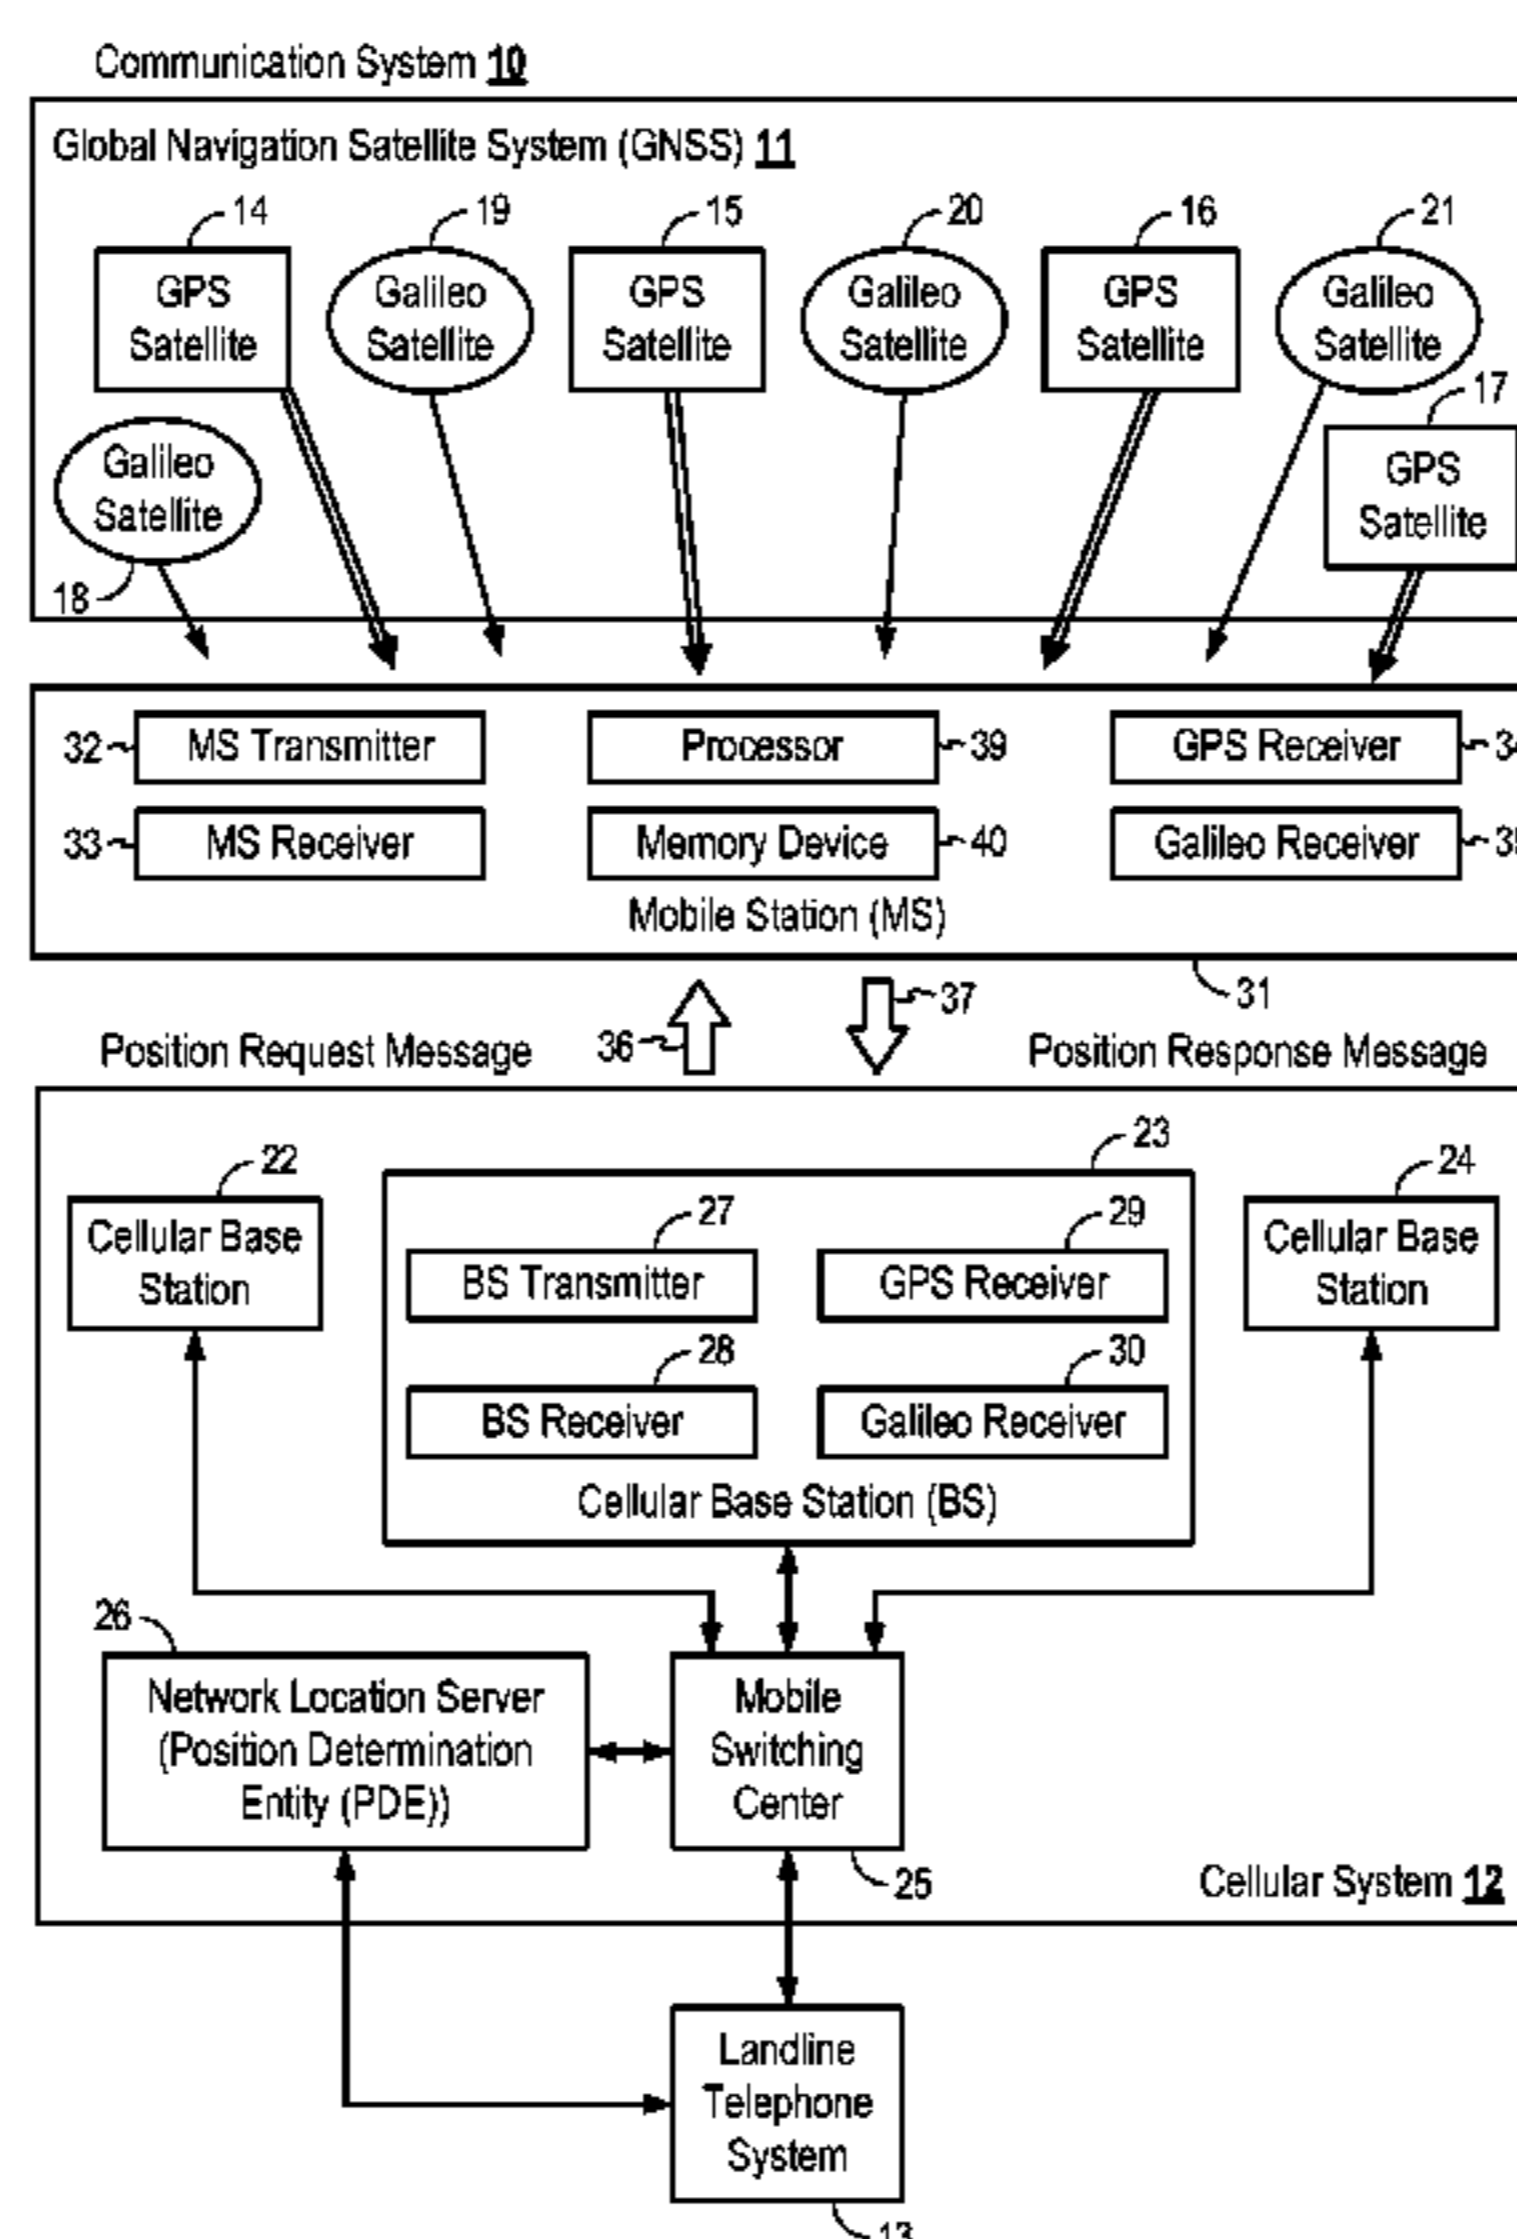 Communication System 10
Global Navigation Satellite System (GNSS) 11
14
19
15
20
16
21
GPS
Satellite
Galileo
Satellite
GPS
Satellite
Galileo
Satellite
GPS
Satellite
Galileo
Satellite
17
Galileo
Satellite
GPS
Satellite
18
32
MS Transmitter
Processor
39
GPS Receiver
33
MS Receiver
Memory Device
40
Galileo Receiver
Mobile Station (MS)
31
Position Request Message
36
37
Position Response Message
22
23
24
Cellular Base
Station
27
BS Transmitter
29
GPS Receiver
Cellular Base
Station
28
BS Receiver
30
Galileo Receiver
Cellular Base Station (BS)
26
Network Location Server
(Position Determination
Entity (PDE))
Mobile
Switching
Center
25
Cellular System 12
Landline
Telephone
System
13